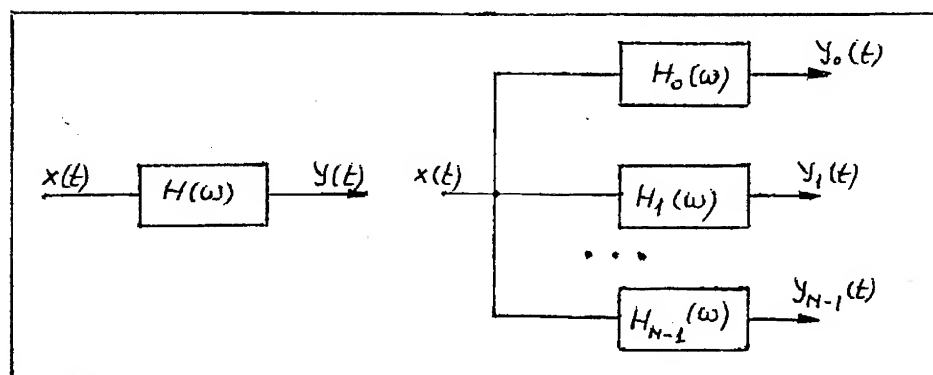 x(t) H(ω) y(t)
x(t)
H₀(ω) y₀(t)
H₁(ω) y₁(t)
. . .
H_{N-1}(ω) y_{N-1}(t)